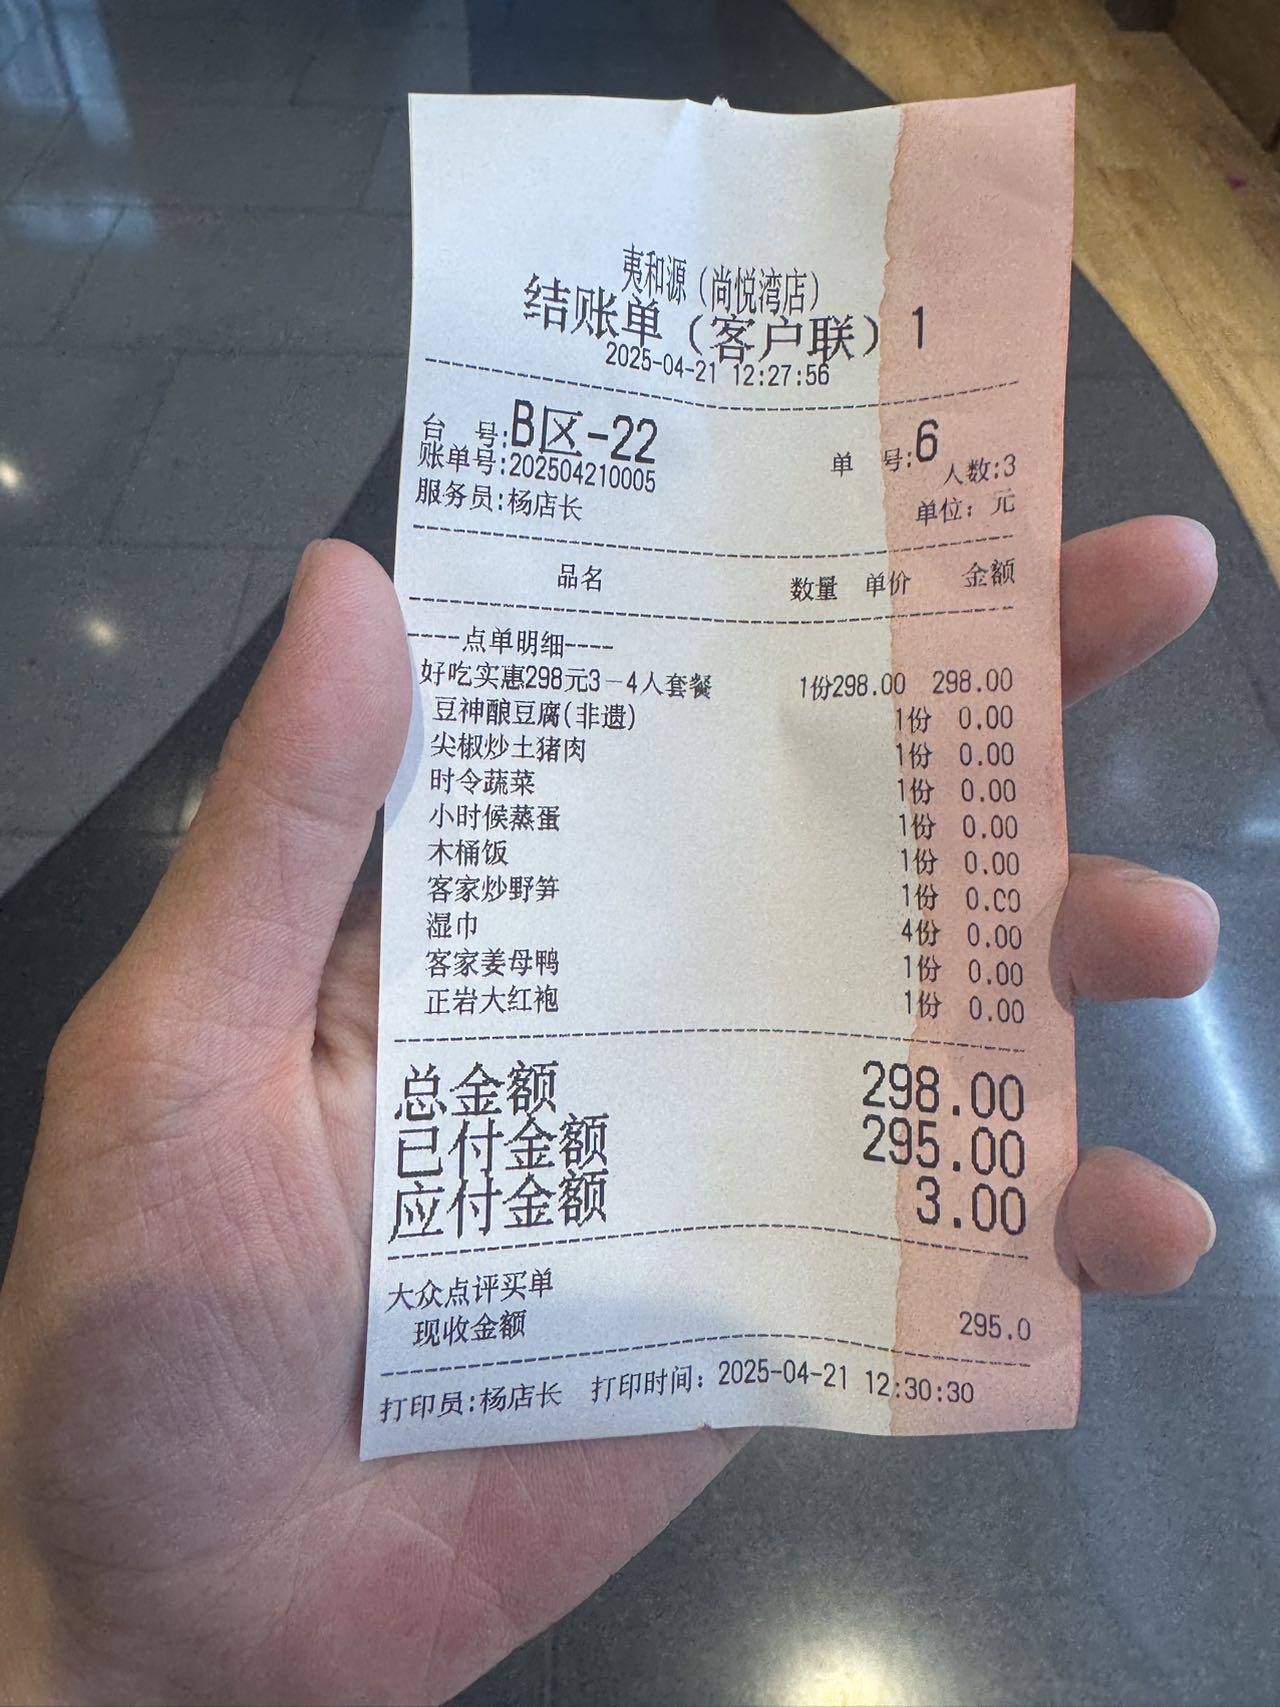 夷和源（尚悦湾店）
结账单（客户联）1
2025-04-21 12:27:56
台 号:B区-22 单 号:6
账单号:202504210005 人数:3
服务员:杨店长 单位: 元
品名 数量 单价 金额
----点单明细----
好吃实惠298元3-4人套餐 1份298.00 298.00
豆神酿豆腐(非遗) 1份 0.00
尖椒炒土猪肉 1份 0.00
时令蔬菜 1份 0.00
小时候蒸蛋 1份 0.00
木桶饭 1份 0.00
客家炒野笋 1份 0.00
湿巾 4份 0.00
客家姜母鸭 1份 0.00
正岩大红袍 1份 0.00
总金额 298.00
已付金额 295.00
应付金额 3.00
大众点评买单
现收金额 295.0
打印员:杨店长 打印时间: 2025-04-21 12:30:30